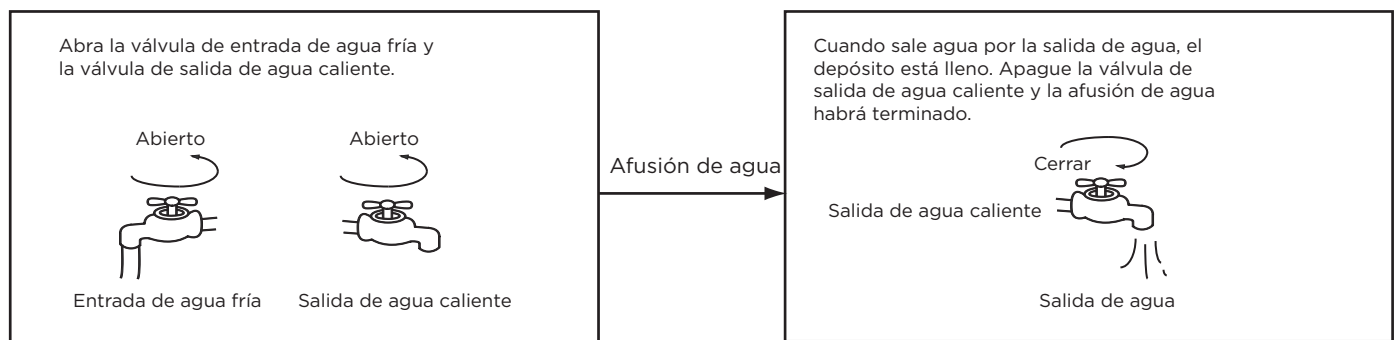 Abra la válvula de entrada de agua fría y
la válvula de salida de agua caliente.
Abierto
Abierto
Entrada de agua fría
Salida de agua caliente
Afusión de agua
Cuando sale agua por la salida de agua, el
depósito está lleno. Apague la válvula de
salida de agua caliente y la afusión de agua
habrá terminado.
Cerrar
Salida de agua caliente
Salida de agua